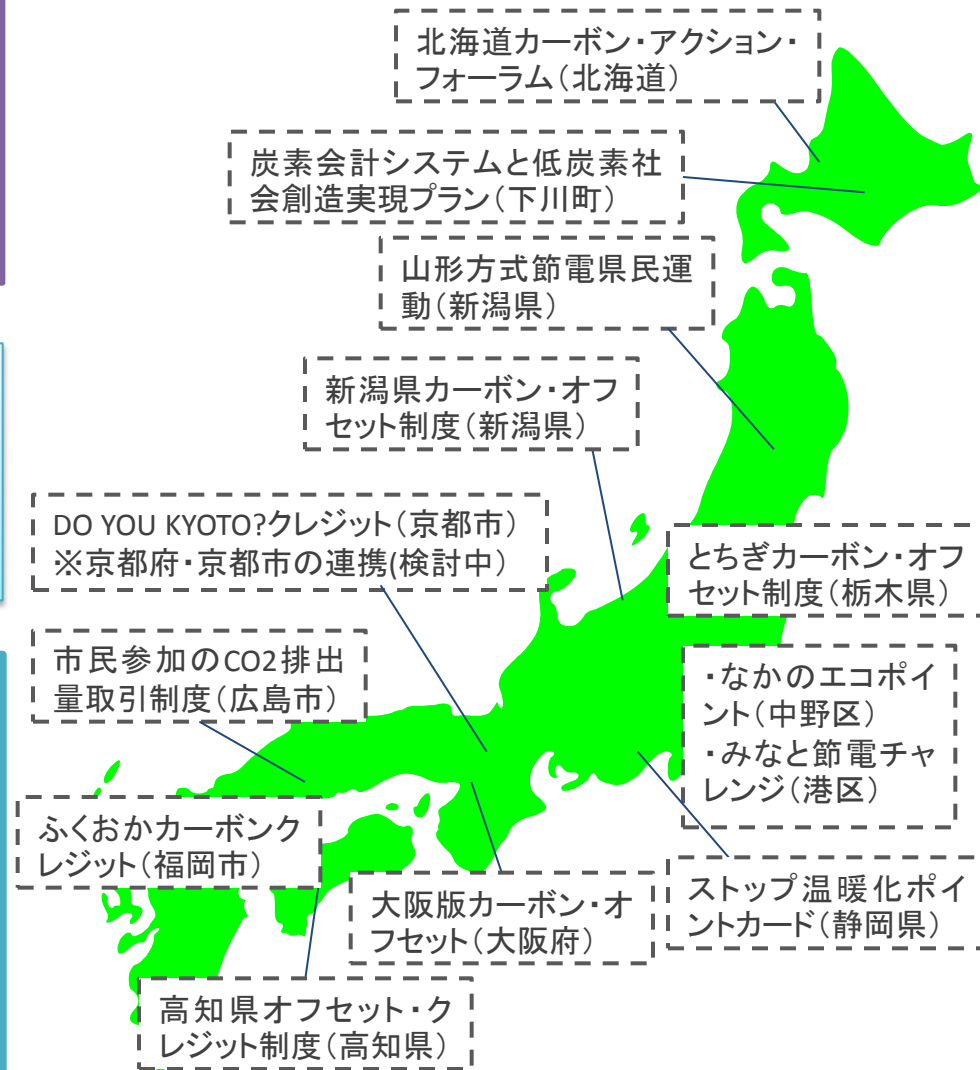 北海道カーボン・アクション・
フォーラム(北海道)
炭素会計システムと低炭素社
会創造実現プラン(下川町)
山形方式節電県民運
動(新潟県)
新潟県カーボン・オフ
セット制度(新潟県)
DO YOU KYOTO?クレジット(京都市)
※京都府・京都市の連携(検討中)
とちぎカーボン・オフ
セット制度(栃木県)
市民参加のCO2排出
量取引制度(広島市)
・なかのエコポイ
ント(中野区)
・みなと節電チャ
レンジ(港区)
ふくおかカーボンク
レジット(福岡市)
大阪版カーボン・オ
フセット(大阪府)
ストップ温暖化ポイ
ントカード(静岡県)
高知県オフセット・ク
レジット制度(高知県)